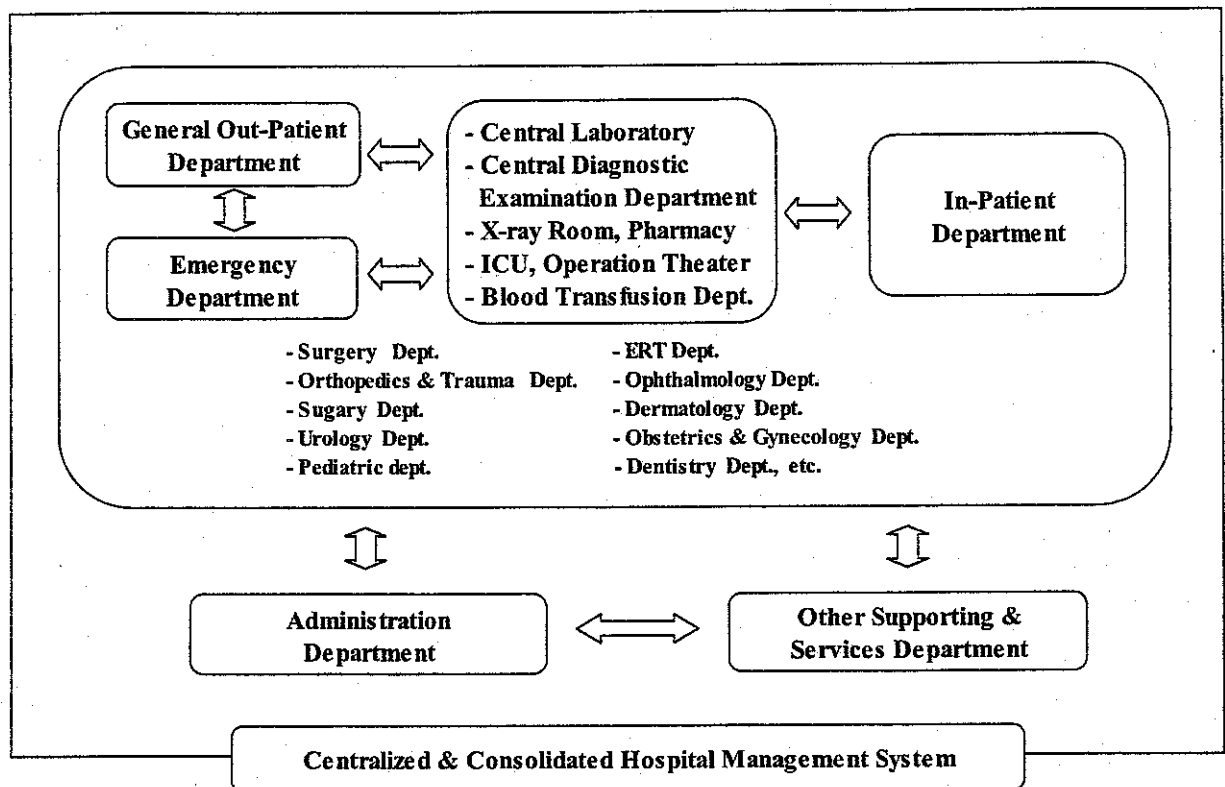 General Out-Patient
Department
Emergency
Department
- Central Laboratory
- Central Diagnostic
Examination Department
- X-ray Room, Pharmacy
- ICU, Operation Theater
- Blood Transfusion Dept.
In-Patient
Department
- Surgery Dept.
- Orthopedics & Trauma Dept.
- Sugary Dept.
- Urology Dept.
- Pediatric dept.
- ERT Dept.
- Ophthalmology Dept.
- Dermatology Dept.
- Obstetrics & Gynecology Dept.
- Dentistry Dept., etc.
Administration
Department
Other Supporting &
Services Department
Centralized & Consolidated Hospital Management System